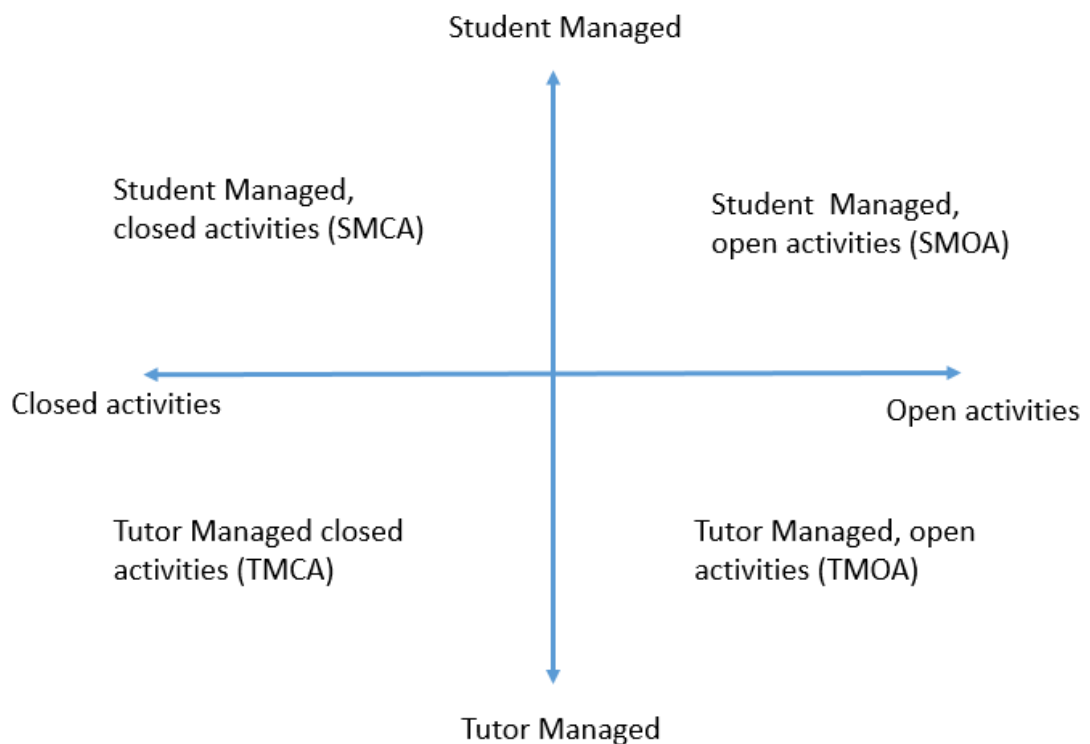 Student Managed
Student Managed,
closed activities (SMCA)
Student  Managed,
open activities (SMOA)
Closed activities
Open activities
Tutor Managed closed
activities (TMCA)
Tutor Managed, open
activities (TMOA)
Tutor Managed